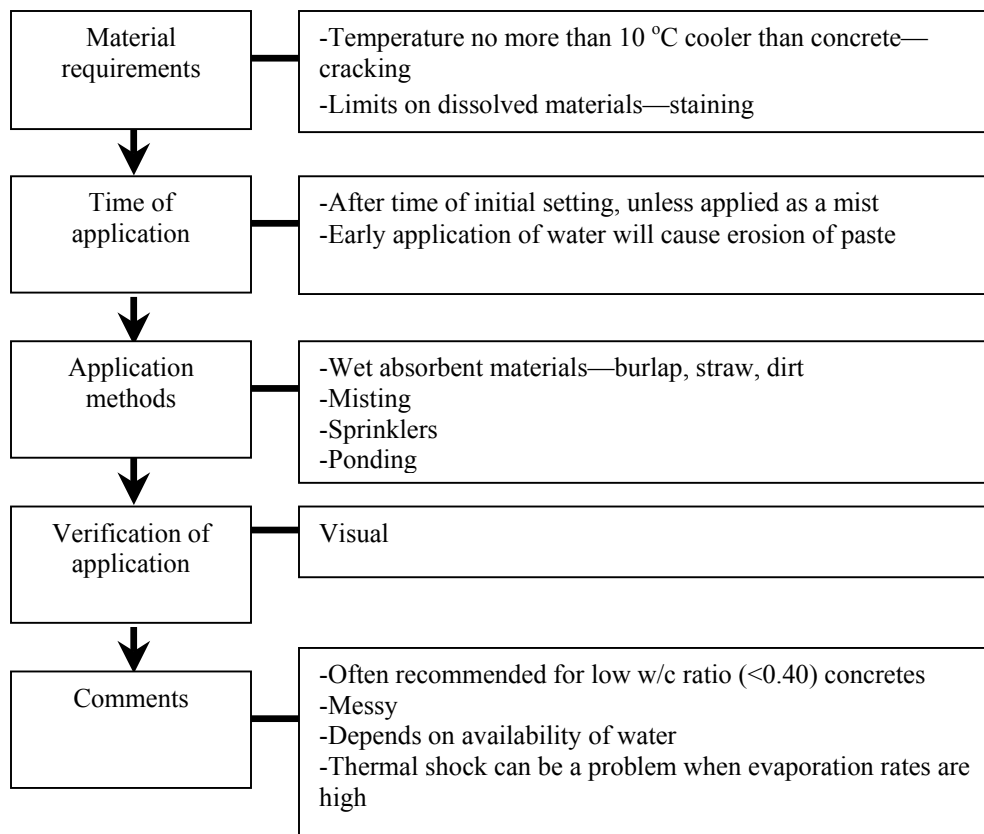 Material
requirements
-Temperature no more than 10 °C cooler than concrete—
cracking
-Limits on dissolved materials—staining
Time of
application
-After time of initial setting, unless applied as a mist
-Early application of water will cause erosion of paste
Application
methods
-Wet absorbent materials—burlap, straw, dirt
-Misting
-Sprinklers
-Ponding
Verification of
application
Visual
Comments
-Often recommended for low w/c ratio (<0.40) concretes
-Messy
-Depends on availability of water
-Thermal shock can be a problem when evaporation rates are
high